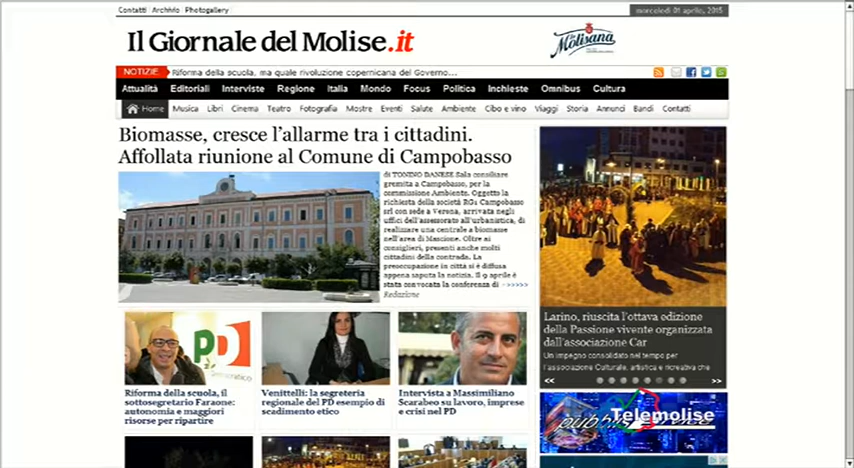 Contatti Archivio Photogallery
mercoledì 01 aprile, 2015
Il Giornale del Molise.it
la Molisana
NOTIZIE Riforma della scuola, ma quale rivoluzione copernicana del Governo...
Attualità Editoriali Interviste Regione Italia Mondo Focus Politica Inchieste Omnibus Cultura
Home Musica Libri Cinema Teatro Fotografia Mostre Eventi Salute Ambiente Cibo e vino Viaggi Storia Annunci Bandi Contatti
Biomasse, cresce l'allarme tra i cittadini.
Affollata riunione al Comune di Campobasso
di TONINO DANESE Sala consiliare
gremita a Campobasso, per la
commissione Ambiente. Oggetto la
richiesta della società RG1 Campobasso
srl con sede a Verona, arrivata negli
uffici dell'assessorato all'urbanistica, di
realizzare una centrale a biomasse
nell'area di Mascione. Oltre ai
consiglieri, presenti anche molti
cittadini della contrada. La
preoccupazione in città si è diffusa
appena saputa la notizia. Il 9 aprile è
stata convocata la conferenza di - >>>>>
Redazione
Larino, riuscita l'ottava edizione
della Passione vivente organizzata
dall'associazione Car
Un impegno consolidato nel tempo per
l'associazione Culturale, artistica e ricreativa che
<< >>
PD
Democratico
Riforma della scuola, il
sottosegretario Faraone:
autonomia e maggiori
risorse per ripartire
Venittelli: la segreteria
regionale del PD esempio di
scadimento etico
Intervista a Massimiliano
Scarabeo su lavoro, imprese
e crisi nel PD
Telemolise
publiservice